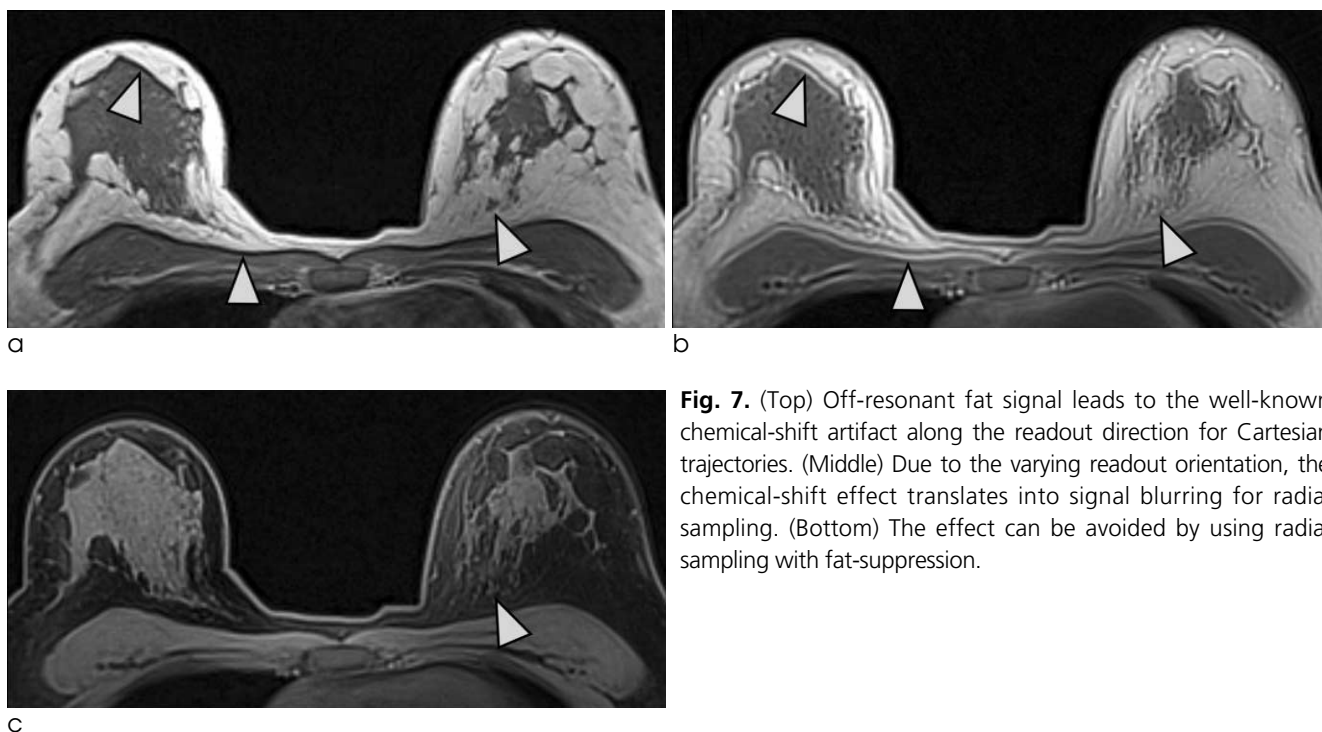 a
b
Fig. 7. (Top) Off-resonant fat signal leads to the well-known
chemical-shift artifact along the readout direction for Cartesian
trajectories. (Middle) Due to the varying readout orientation, the
chemical-shift effect translates into signal blurring for radia
sampling. (Bottom) The effect can be avoided by using radia
sampling with fat-suppression.
c